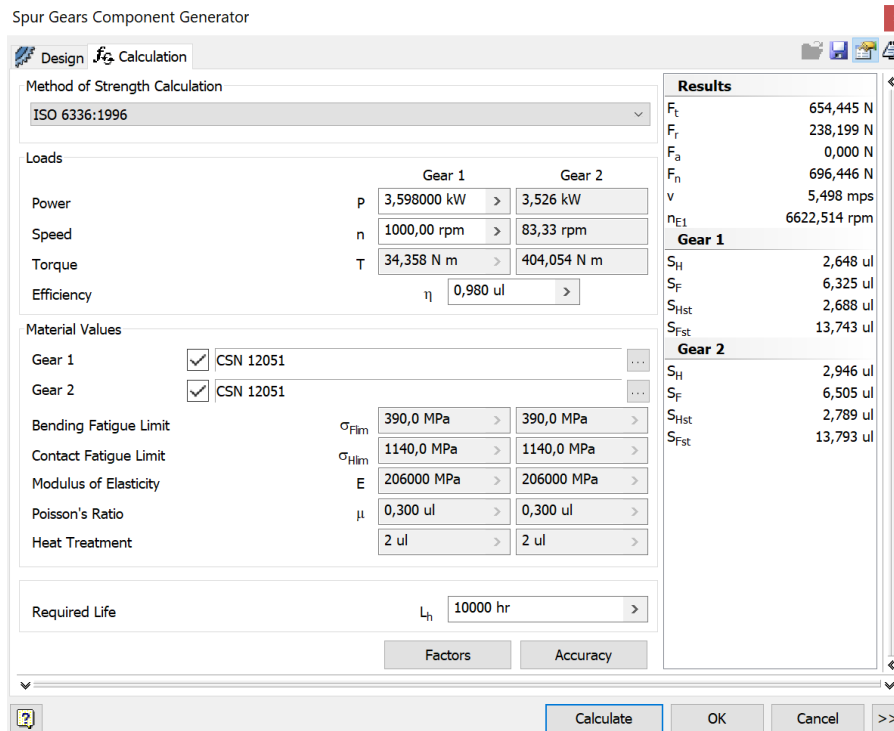 Spur Gears Component Generator
Design Calculation
Method of Strength Calculation
ISO 6336:1996
Loads
Gear 1 Gear 2
Power P 3,598000 kW > 3,526 kW
Speed n 1000,00 rpm > 83,33 rpm
Torque T 34,358 N m > 404,054 N m
Efficiency η 0,980 ul >
Material Values
Gear 1 CSN 12051 ...
Gear 2 CSN 12051 ...
Bending Fatigue Limit σFlim 390,0 MPa > 390,0 MPa >
Contact Fatigue Limit σHlim 1140,0 MPa > 1140,0 MPa >
Modulus of Elasticity E 206000 MPa > 206000 MPa >
Poisson's Ratio μ 0,300 ul > 0,300 ul >
Heat Treatment 2 ul > 2 ul >
Required Life Lh 10000 hr >
Factors Accuracy
Results
Ft 654,445 N
Fr 238,199 N
Fa 0,000 N
Fn 696,446 N
v 5,498 mps
nE1 6622,514 rpm
Gear 1
SH 2,648 ul
SF 6,325 ul
SHst 2,688 ul
SFst 13,743 ul
Gear 2
SH 2,946 ul
SF 6,505 ul
SHst 2,789 ul
SFst 13,793 ul
? Calculate OK Cancel >>